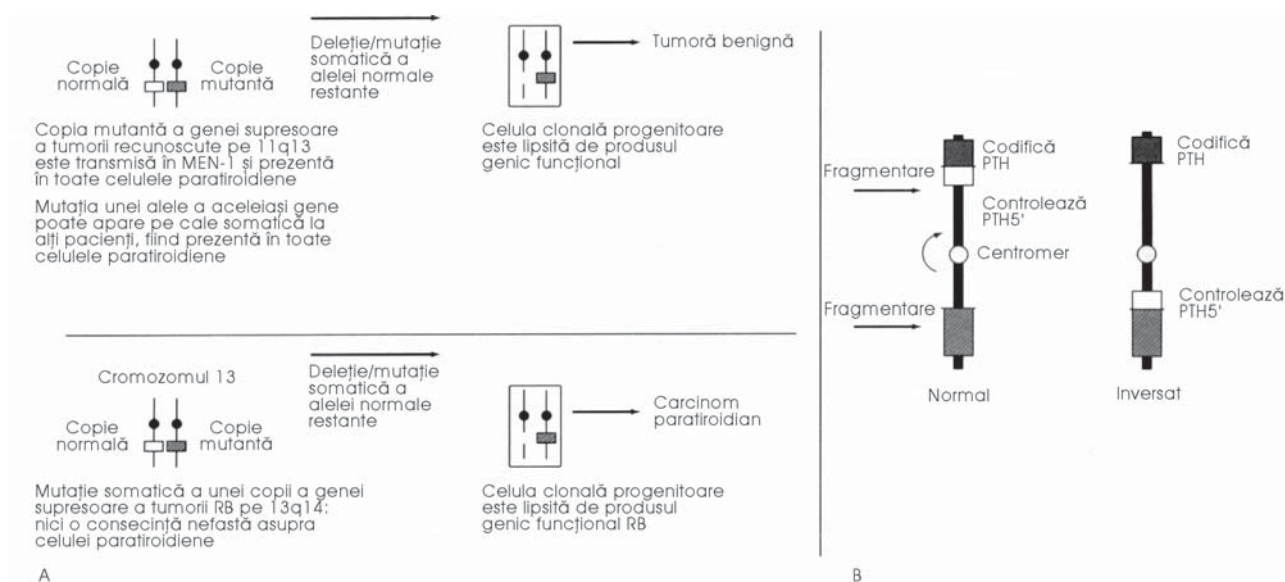 Copie
normală
Copie
mutantă
Deleție/mutație
somatică a
alelei normale
restante
Tumoră benignă
Copia mutantă a genei supresoare
a tumorii recunoscute pe 11q13
este transmisă în MEN-1 și prezentă
în toate celulele paratiroidiene
Mutația unei alele a aceleiași gene
poate apare pe cale somatică la
alți pacienți, fiind prezentă în toate
celulele paratiroidiene
Celula clonală progenitoare
este lipsită de produsul
genic funcțional
Cromozomul 13
Copie
normală
Copie
mutantă
Deleție/mutație
somatică a
alelei normale
restante
Carcinom
paratiroidian
Mutație somatică a unei copii a genei
supresoare a tumorii RB pe 13q14:
nici o consecință nefastă asupra
celulei paratiroidiene
Celula clonală progenitoare
este lipsită de produsul
genic funcțional RB
A
B
Fragmentare
Codifică
PTH
Controlează
PTH5'
Centromer
Fragmentare
Normal
Codifică
PTH
Controlează
PTH5'
Inversat